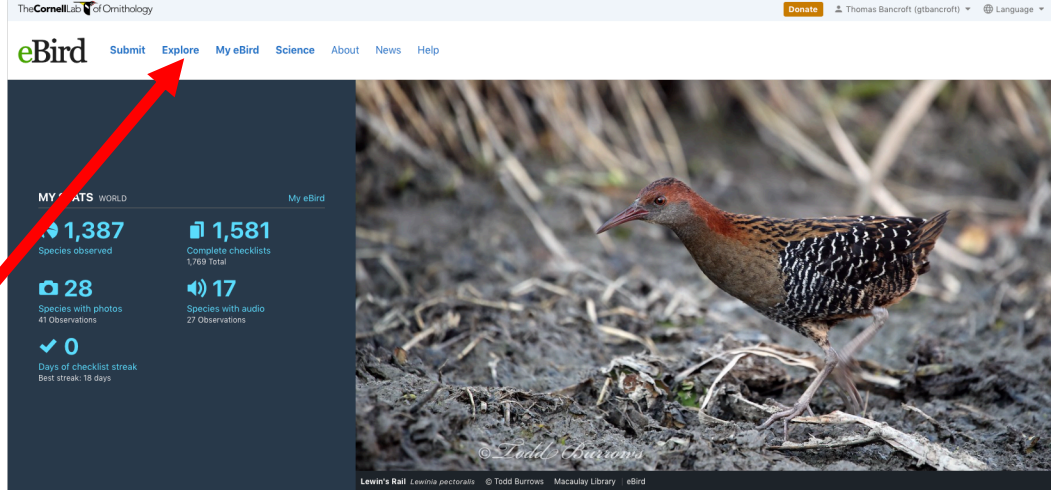 TheCornellLab of Ornithology
Donate Thomas Bancroft (gtbancroft) Language
eBird Submit Explore My eBird Science About News Help
MY STATS WORLD My eBird
1,387 1,581
Species observed Complete checklists
1,769 Total
28 17
Species with photos Species with audio
41 Observations 27 Observations
0
Days of checklist streak
Best streak: 18 days
© Todd Burrows
Lewin's Rail Lewinia pectoralis © Todd Burrows Macaulay Library eBird